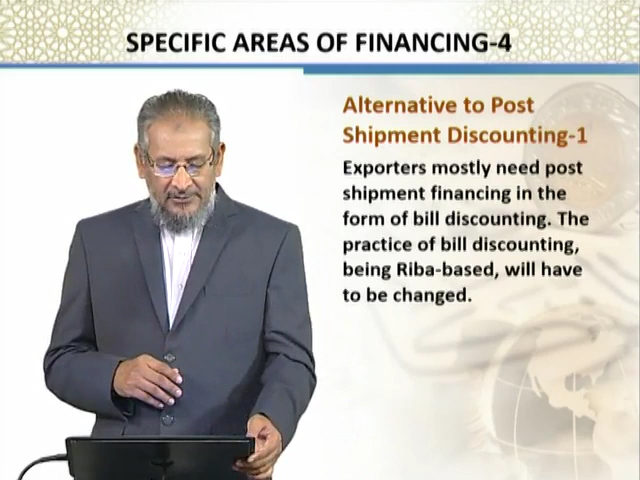 SPECIFIC AREAS OF FINANCING-4
Alternative to Post
Shipment Discounting-1
Exporters mostly need post
shipment financing in the
form of bill discounting. The
practice of bill discounting,
being Riba-based, will have
to be changed.